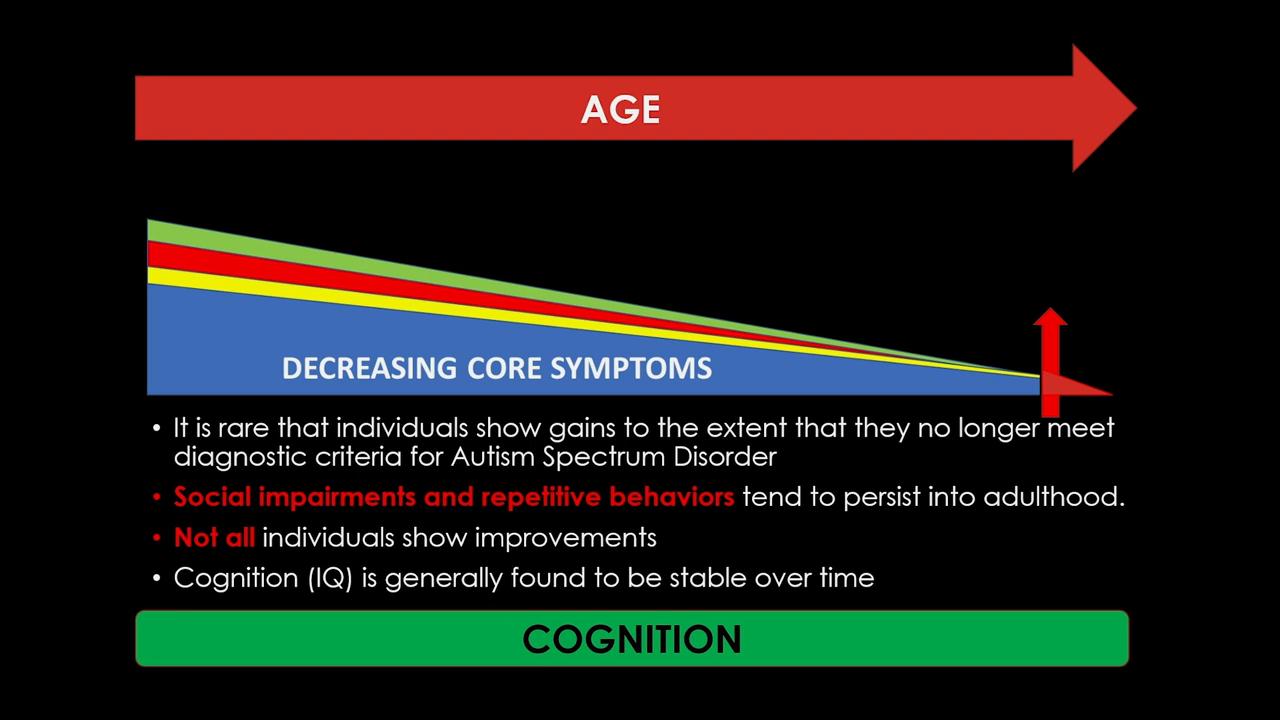 AGE
DECREASING CORE SYMPTOMS
• It is rare that individuals show gains to the extent that they no longer meet
diagnostic criteria for Autism Spectrum Disorder
• Social impairments and repetitive behaviors tend to persist into adulthood.
• Not all individuals show improvements
• Cognition (IQ) is generally found to be stable over time
COGNITION